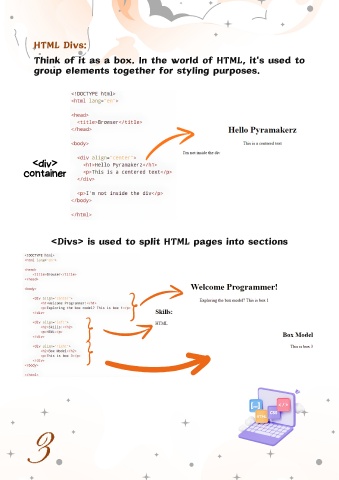 HTML Divs:
Think of it as a box. In the world of HTML, it's used to
group elements together for styling purposes.
<!DOCTYPE html>
<html lang="en">
<head>
<title>Browser</title>
</head>
<body>
<div align="center">
<h1>Hello Pyramakerz</h1>
<p>This is a centered text</p>
</div>
<p>I'm not inside the div</p>
</body>
</html>
<div>
container
Hello Pyramakerz
This is a centered text
I'm not inside the div
<Divs> is used to split HTML pages into sections
<!DOCTYPE html>
<html lang="en">
<head>
<title>Browser</title>
</head>
<body>
<div align="center">
<h1>Welcome Programmer!</h1>
<p>Exploring the box model? This is box 1</p>
</div>
<div align="left">
<h2>Skills:</h2>
<p>HTML</p>
</div>
<div align="right">
<h2>Box Model</h2>
<p>This is box 3</p>
</div>
</body>
</html>
Welcome Programmer!
Exploring the box model? This is box 1
Skills:
HTML
Box Model
This is box 3
HTML
CSS
3